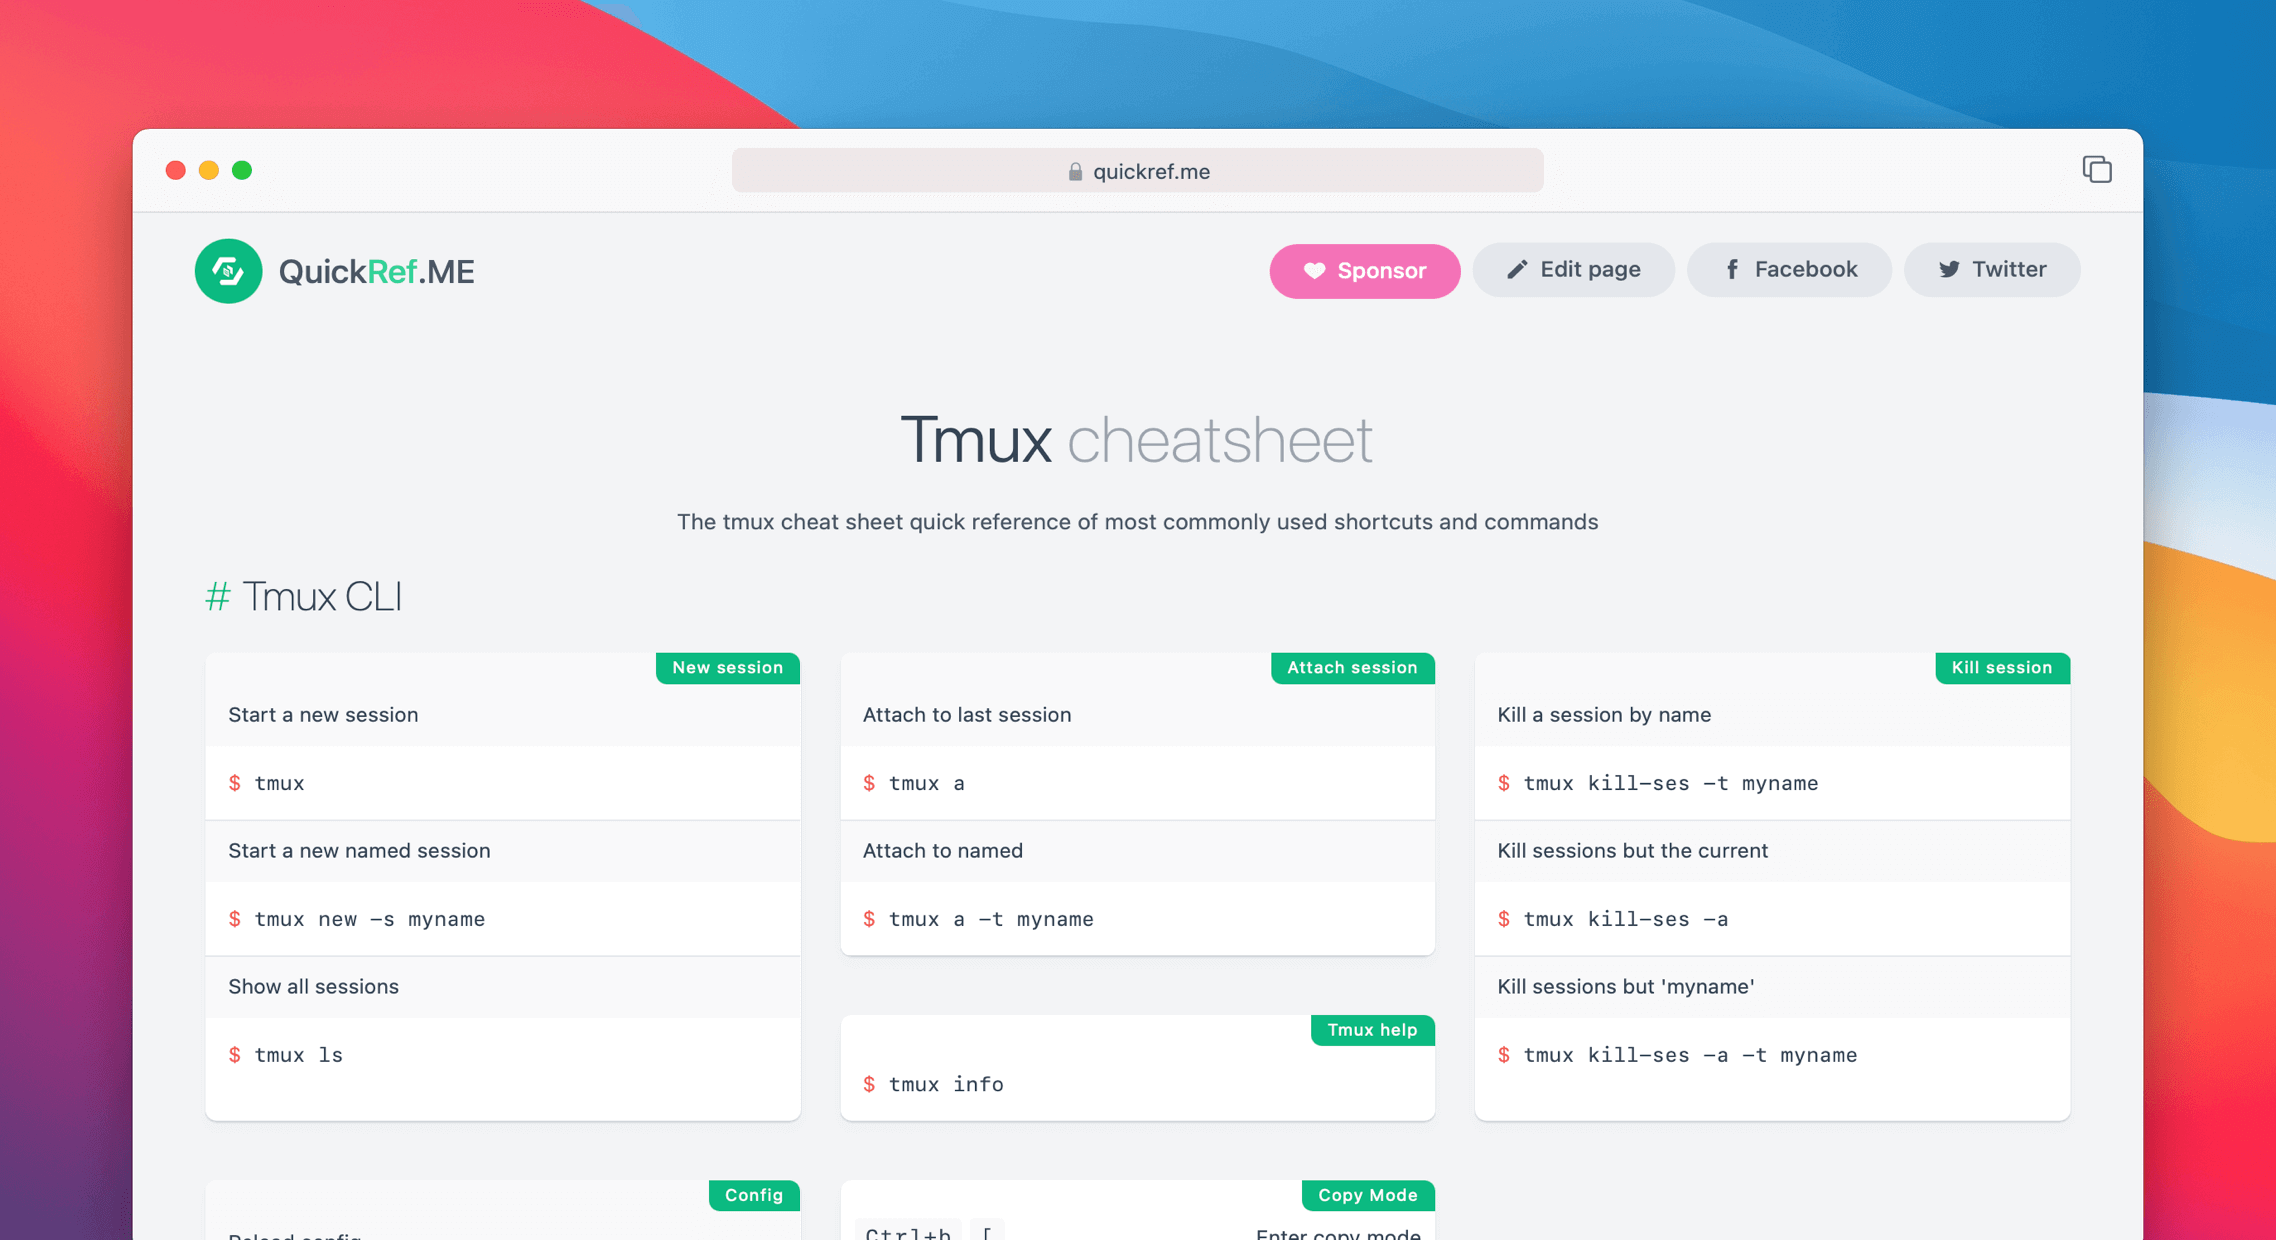 quickref.me
QuickRef.ME
Sponsor
Edit page
Facebook
Twitter
Tmux cheatsheet
The tmux cheat sheet quick reference of most commonly used shortcuts and commands
# Tmux CLI
New session
Start a new session
$ tmux
Start a new named session
$ tmux new -s myname
Show all sessions
$ tmux ls
Attach session
Attach to last session
$ tmux a
Attach to named
$ tmux a -t myname
Tmux help
$ tmux info
Kill session
Kill a session by name
$ tmux kill-ses -t myname
Kill sessions but the current
$ tmux kill-ses -a
Kill sessions but 'myname'
$ tmux kill-ses -a -t myname
Config
Reload config
Copy Mode
Ctrl+b [
Enter copy mode